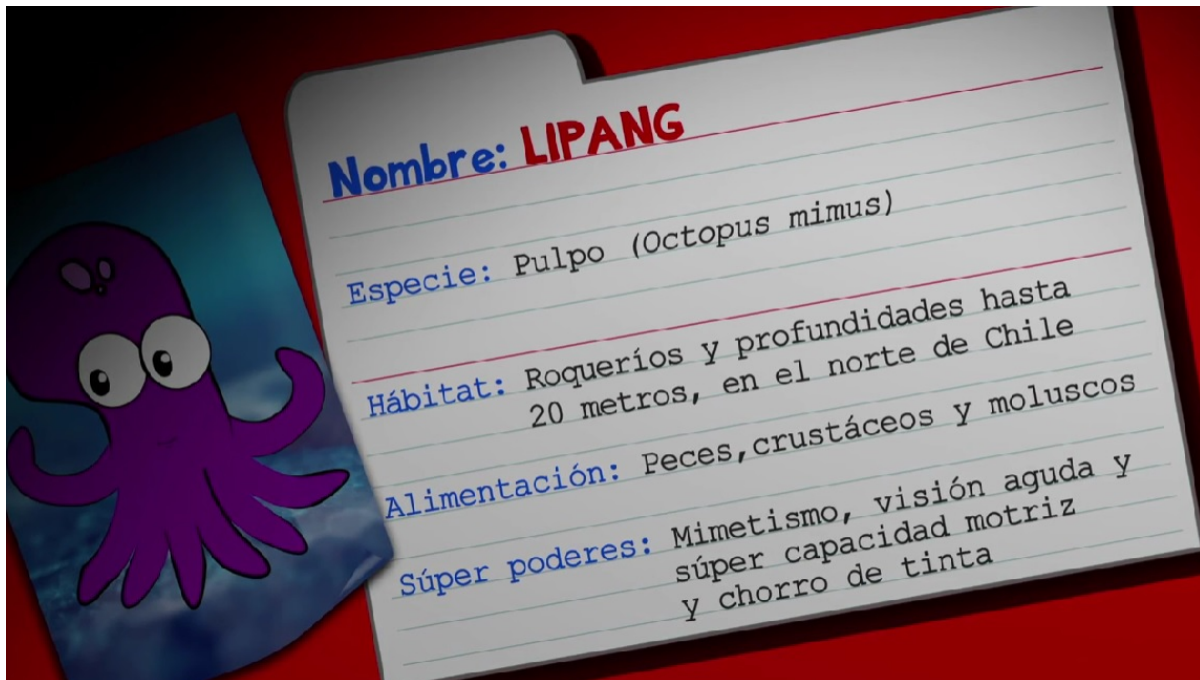 Nombre: LIPANG
Especie: Pulpo (Octopus mimus)
Hábitat: Roqueríos y profundidades hasta
20 metros, en el norte de Chile
Alimentación: Peces,crustáceos y moluscos
Súper poderes: Mimetismo, visión aguda y
súper capacidad motriz
y chorro de tinta